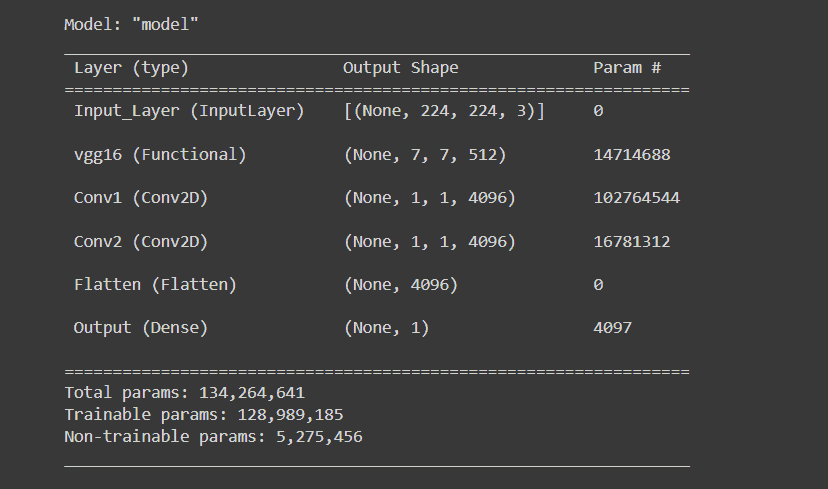 Model: "model"
Layer (type) Output Shape Param #
Input_Layer (InputLayer) [(None, 224, 224, 3)] 0
vgg16 (Functional) (None, 7, 7, 512) 14714688
Conv1 (Conv2D) (None, 1, 1, 4096) 102764544
Conv2 (Conv2D) (None, 1, 1, 4096) 16781312
Flatten (Flatten) (None, 4096) 0
Output (Dense) (None, 1) 4097
Total params: 134,264,641
Trainable params: 128,989,185
Non-trainable params: 5,275,456